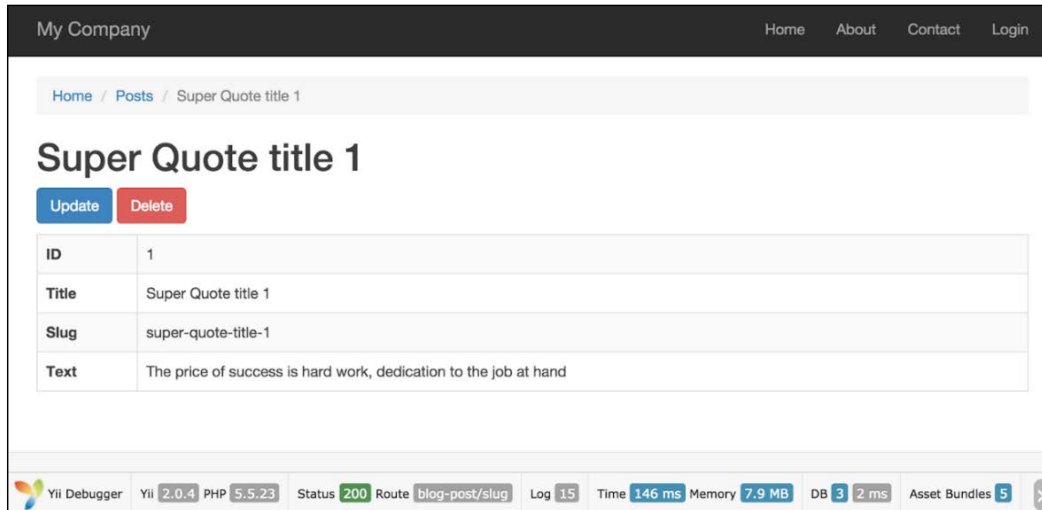 My Company Home About Contact Login
Home / Posts / Super Quote title 1
Super Quote title 1
Update Delete
ID 1
Title Super Quote title 1
Slug super-quote-title-1
Text The price of success is hard work, dedication to the job at hand
Yii Debugger Yii 2.0.4 PHP 5.5.23 Status 200 Route blog-post/slug Log 15 Time 146 ms Memory 7.9 MB DB 3 2 ms Asset Bundles 5